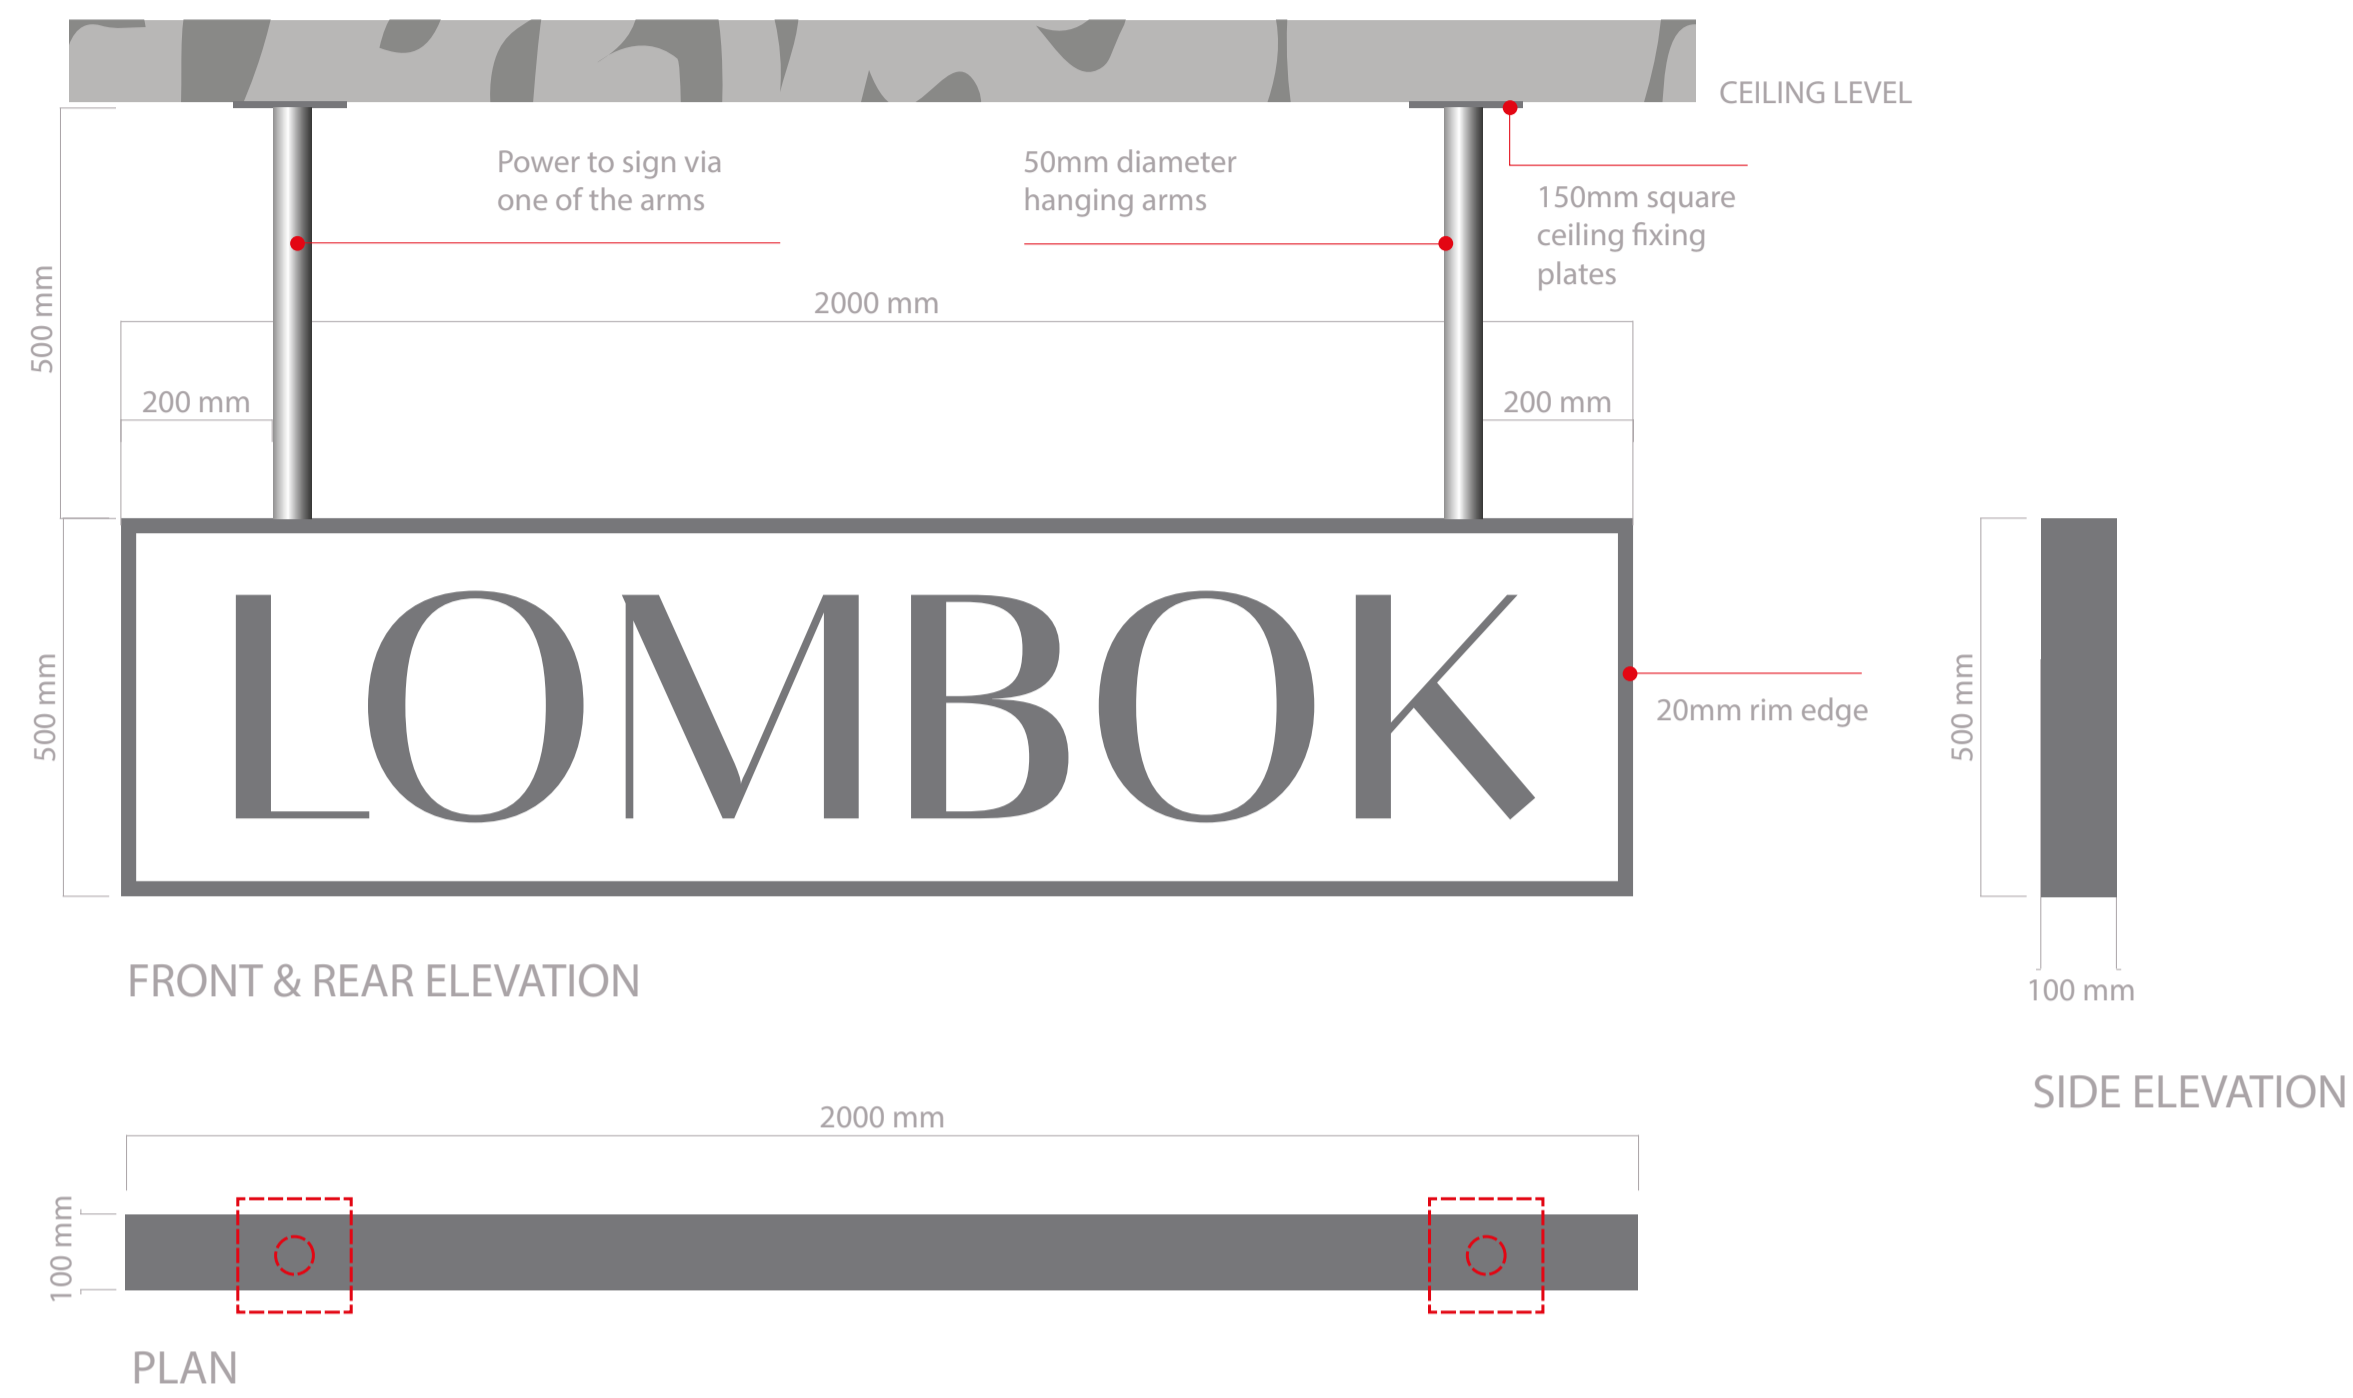 CEILING LEVEL
Power to sign via
one of the arms
50mm diameter
hanging arms
150mm square
ceiling fixing
plates
500 mm
2000 mm
200 mm
200 mm
LOMBOK
500 mm
20mm rim edge
500 mm
100 mm
FRONT & REAR ELEVATION
SIDE ELEVATION
2000 mm
100 mm
PLAN